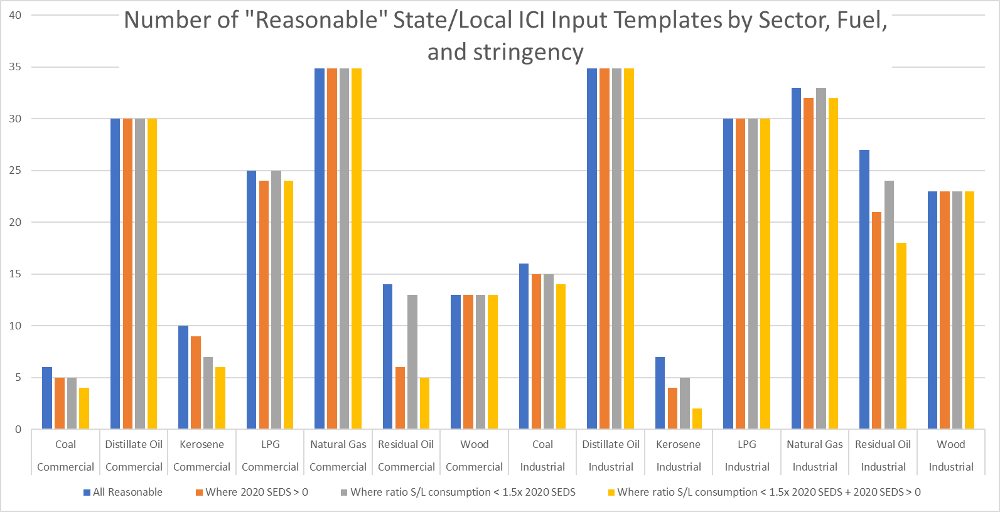 Number of "Reasonable" State/Local ICI Input Templates by Sector, Fuel,
and stringency
40
35
30
25
20
15
10
5
0
Coal Distillate Oil Kerosene LPG Natural Gas Residual Oil Wood Coal Distillate Oil Kerosene LPG Natural Gas Residual Oil Wood
Commercial Commercial Commercial Commercial Commercial Commercial Commercial Industrial Industrial Industrial Industrial Industrial Industrial Industrial
All Reasonable Where 2020 SEDS > 0 Where ratio S/L consumption < 1.5x 2020 SEDS Where ratio S/L consumption < 1.5x 2020 SEDS + 2020 SEDS > 0